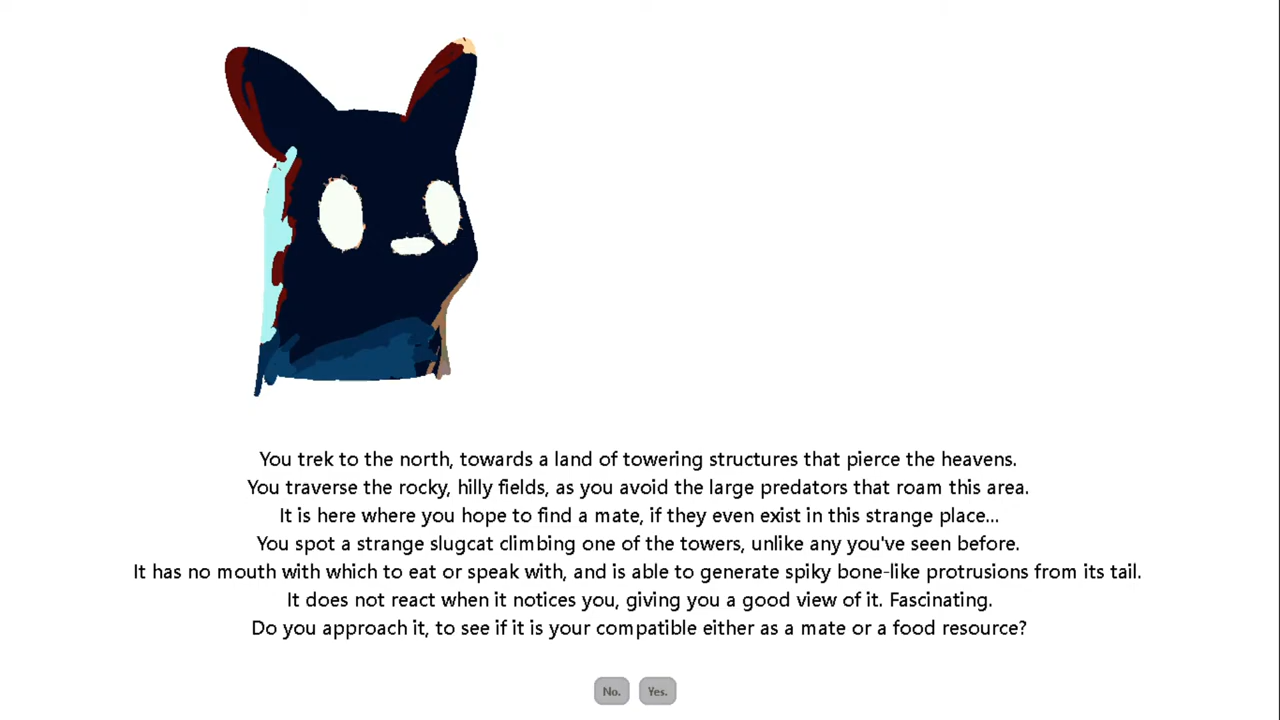 You trek to the north, towards a land of towering structures that pierce the heavens.
You traverse the rocky, hilly fields, as you avoid the large predators that roam this area.
It is here where you hope to find a mate, if they even exist in this strange place...
You spot a strange slugcat climbing one of the towers, unlike any you've seen before.
It has no mouth with which to eat or speak with, and is able to generate spiky bone-like protrusions from its tail.
It does not react when it notices you, giving you a good view of it. Fascinating.
Do you approach it, to see if it is your compatible either as a mate or a food resource?
No. Yes.